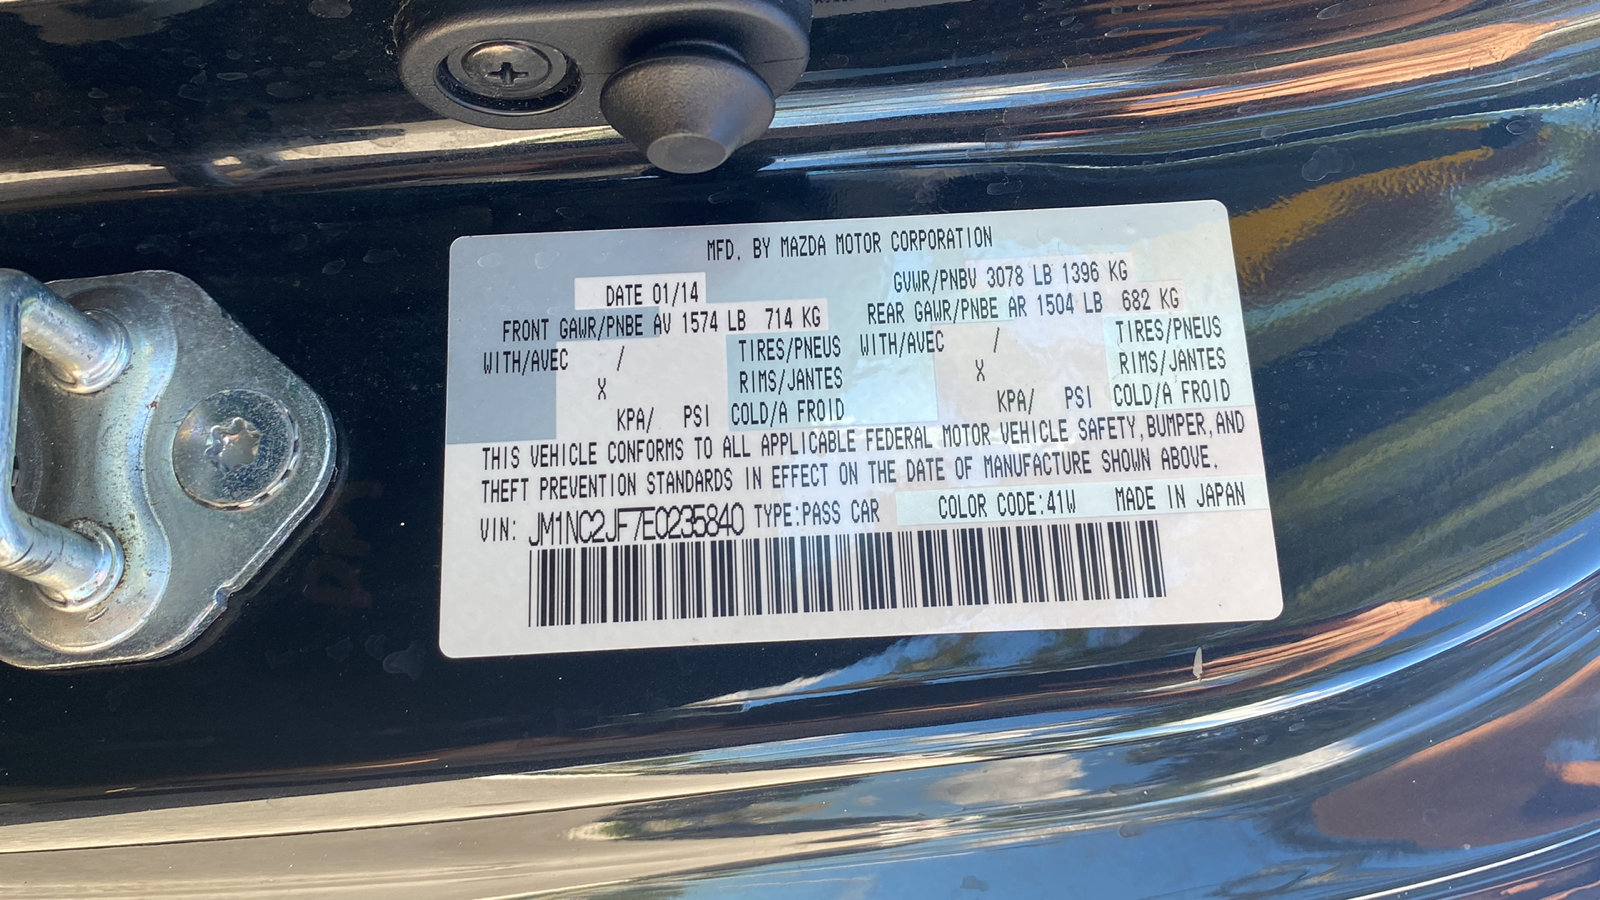 MFD. BY MAZDA MOTOR CORPORATION
DATE 01/14 GVWR/PNBV 3078 LB 1396 KG
FRONT GAWR/PNBE AV 1574 LB 714 KG REAR GAWR/PNBE AR 1504 LB 682 KG
WITH/AVEC / TIRES/PNEUS WITH/AVEC / TIRES/PNEUS
X RIMS/JANTES X RIMS/JANTES
KPA/ PSI COLD/A FROID KPA/ PSI COLD/A FROID
THIS VEHICLE CONFORMS TO ALL APPLICABLE FEDERAL MOTOR VEHICLE SAFETY, BUMPER, AND
THEFT PREVENTION STANDARDS IN EFFECT ON THE DATE OF MANUFACTURE SHOWN ABOVE.
VIN: JM1NC2JF7E0235840 TYPE:PASS CAR COLOR CODE:41W MADE IN JAPAN